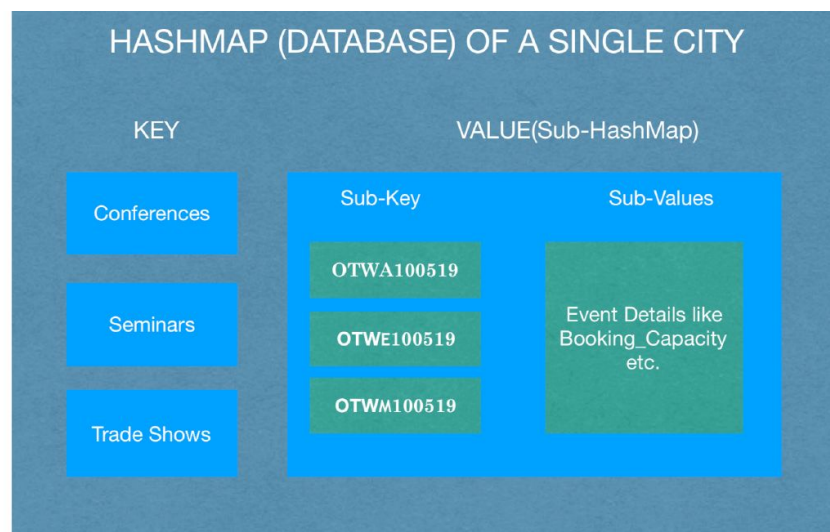 HASHMAP (DATABASE) OF A SINGLE CITY
KEY
VALUE(Sub-HashMap)
Conferences
Seminars
Trade Shows
Sub-Key
Sub-Values
OTWA100519
OTWE100519
OTWM100519
Event Details like
Booking_Capacity
etc.